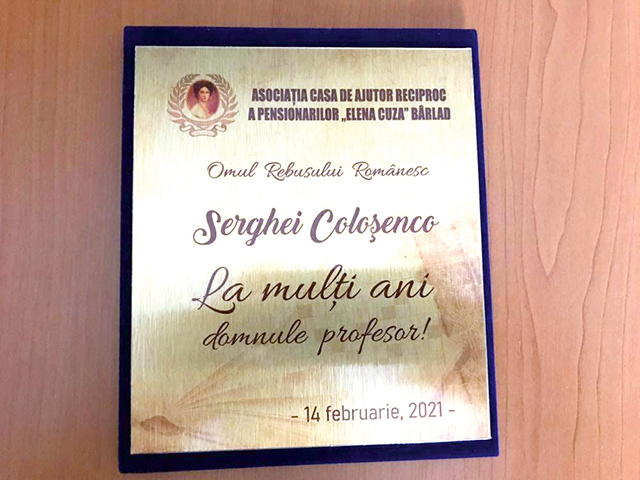 ASOCIAȚIA CASA DE AJUTOR RECIPROC
A PENSIONARILOR „ELENA CUZA" BÂRLAD
Omul Rebusului Românesc
Serghei Coloşenco
La mulți ani
domnule profesor!
- 14 februarie, 2021 -